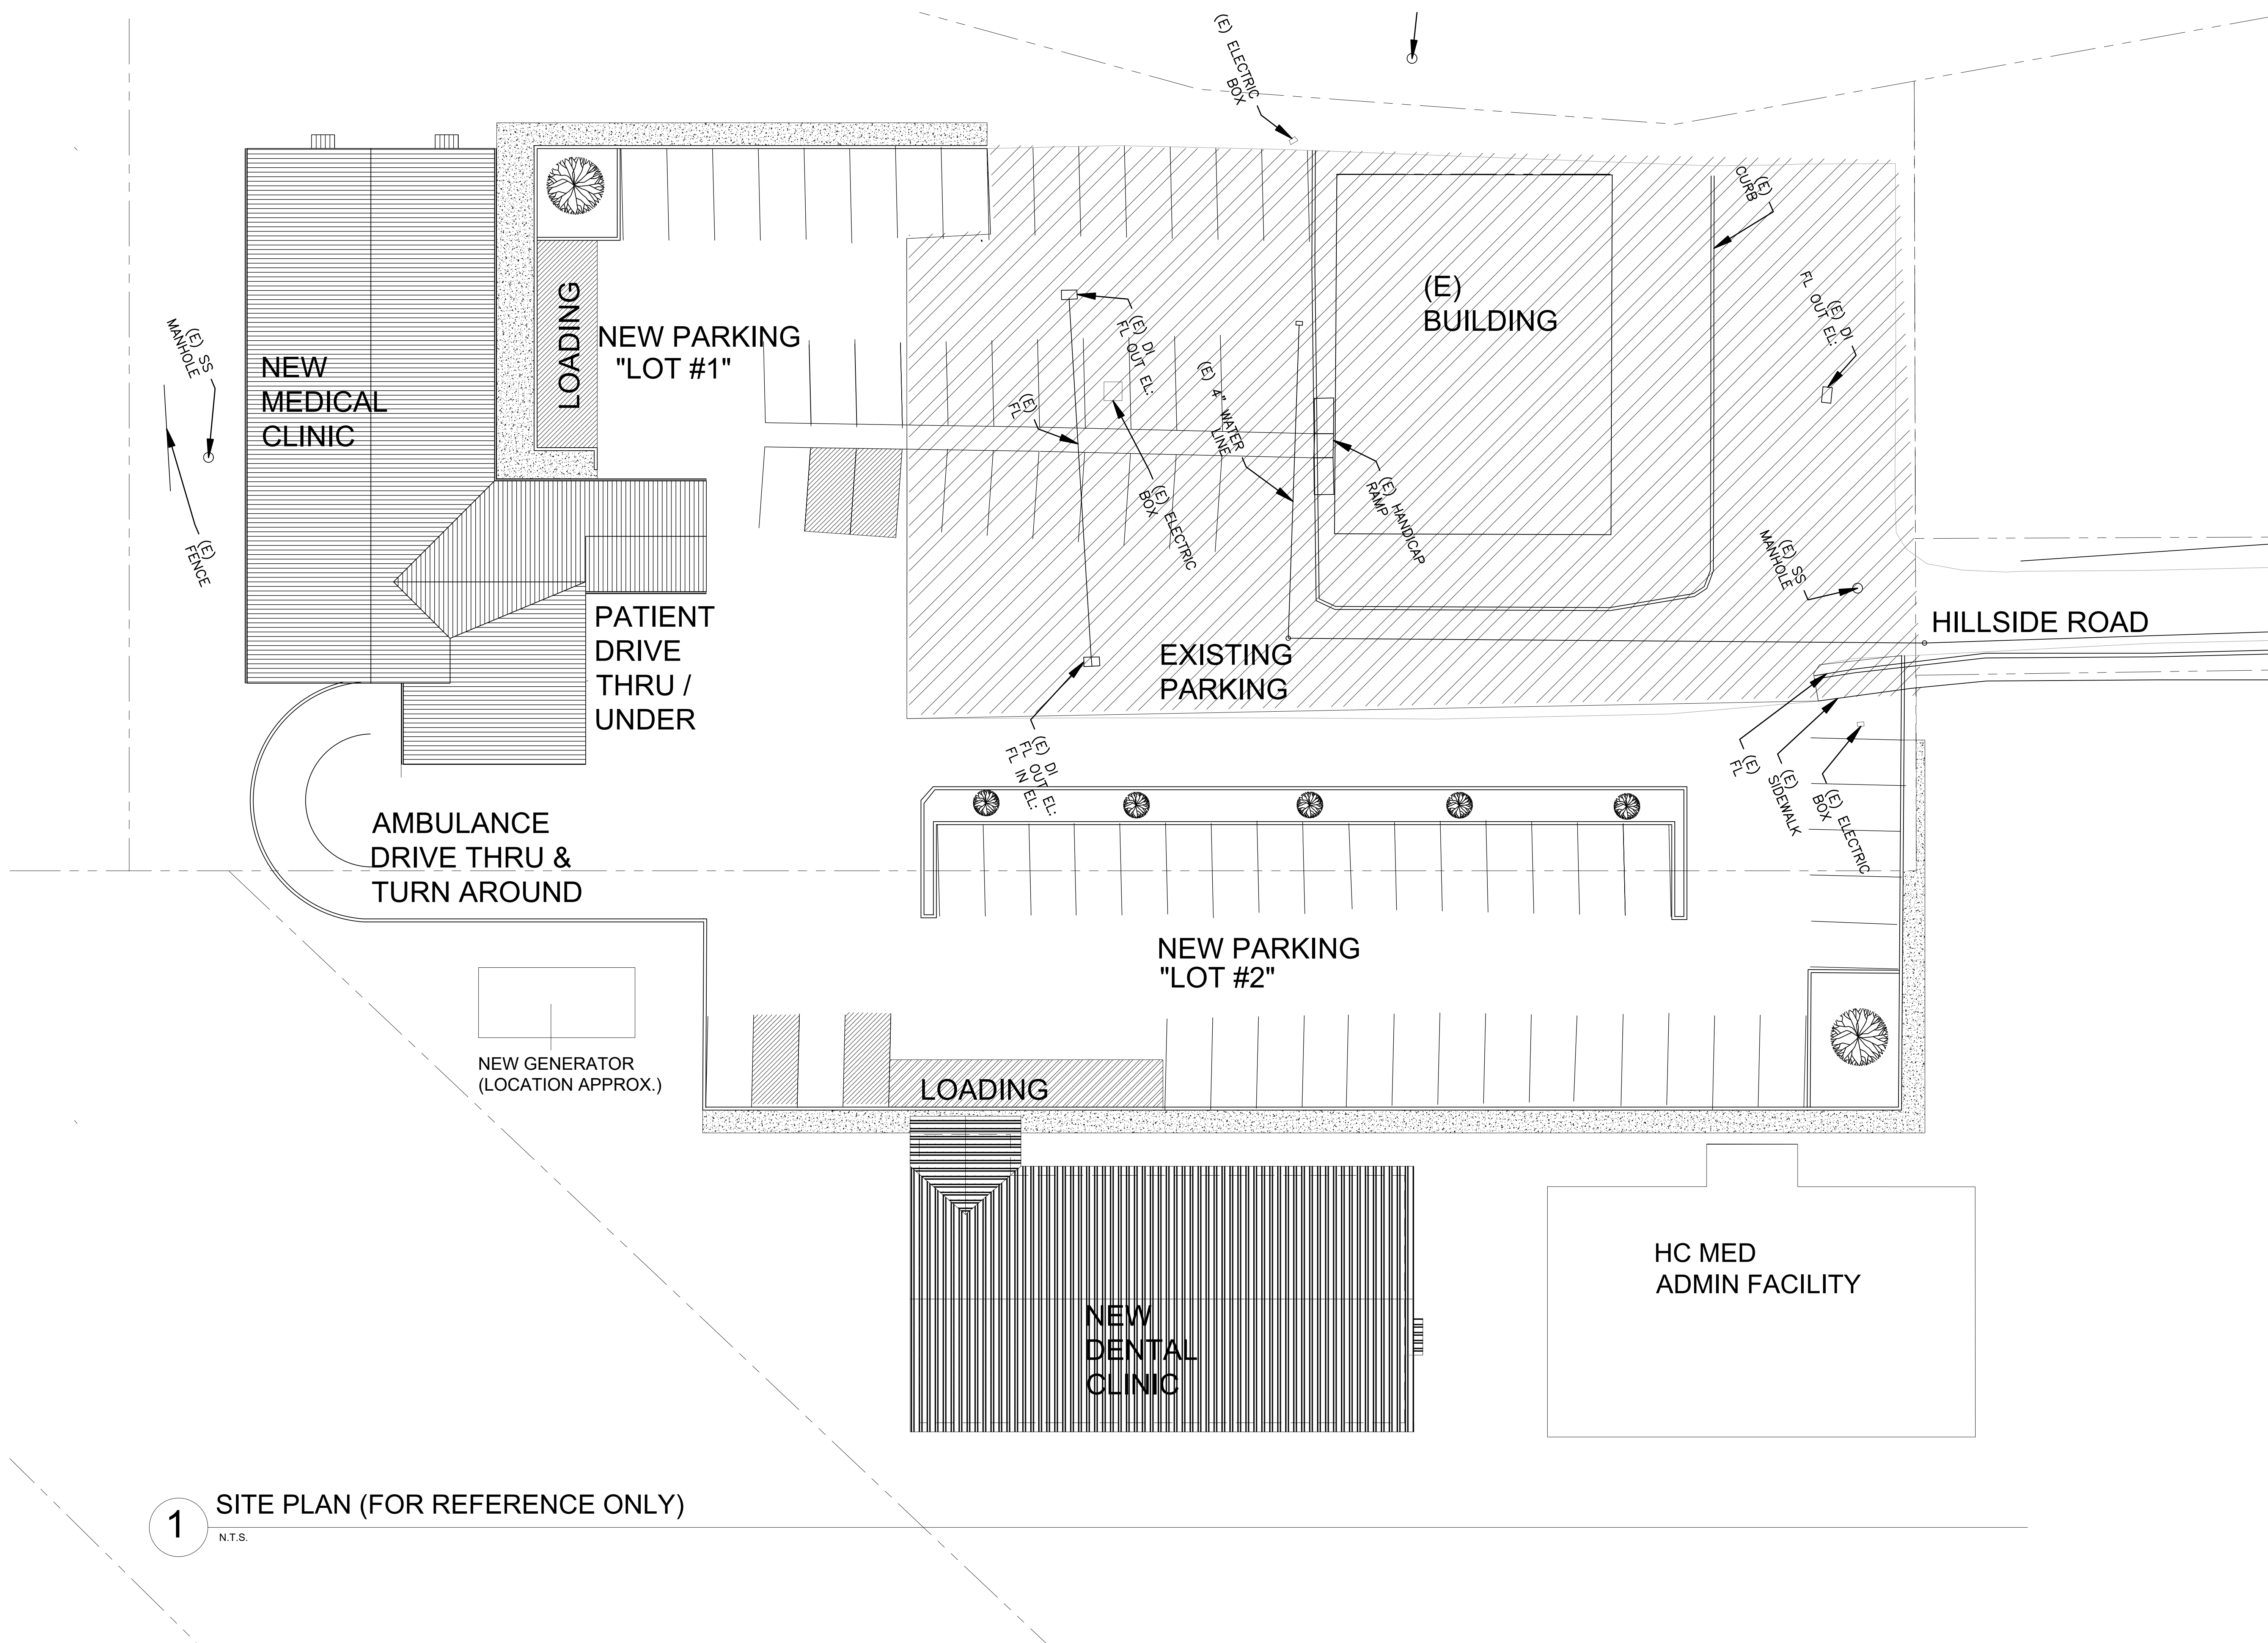 (E) ELECTRIC
BOX
(E)
CURB
(E) SS
MANHOLE
NEW
MEDICAL
CLINIC
LOADING
NEW PARKING
"LOT #1"
(E) DI
FL OUT EL:
(E)
FL
(E) 4" WATER
LINE
(E)
BUILDING
(E) DI
FL OUT EL:
(E) ELECTRIC
BOX
(E) HANDICAP
RAMP
(E)
FENCE
(E) SS
MANHOLE
PATIENT
DRIVE
THRU /
UNDER
EXISTING
PARKING
HILLSIDE ROAD
(E) DI
FL OUT EL:
FL IN EL:
(E)
FL
(E)
SIDEWALK
(E) ELECTRIC
BOX
AMBULANCE
DRIVE THRU &
TURN AROUND
NEW PARKING
"LOT #2"
NEW GENERATOR
(LOCATION APPROX.)
LOADING
NEW
DENTAL
CLINIC
HC MED
ADMIN FACILITY
1
SITE PLAN (FOR REFERENCE ONLY)
N.T.S.